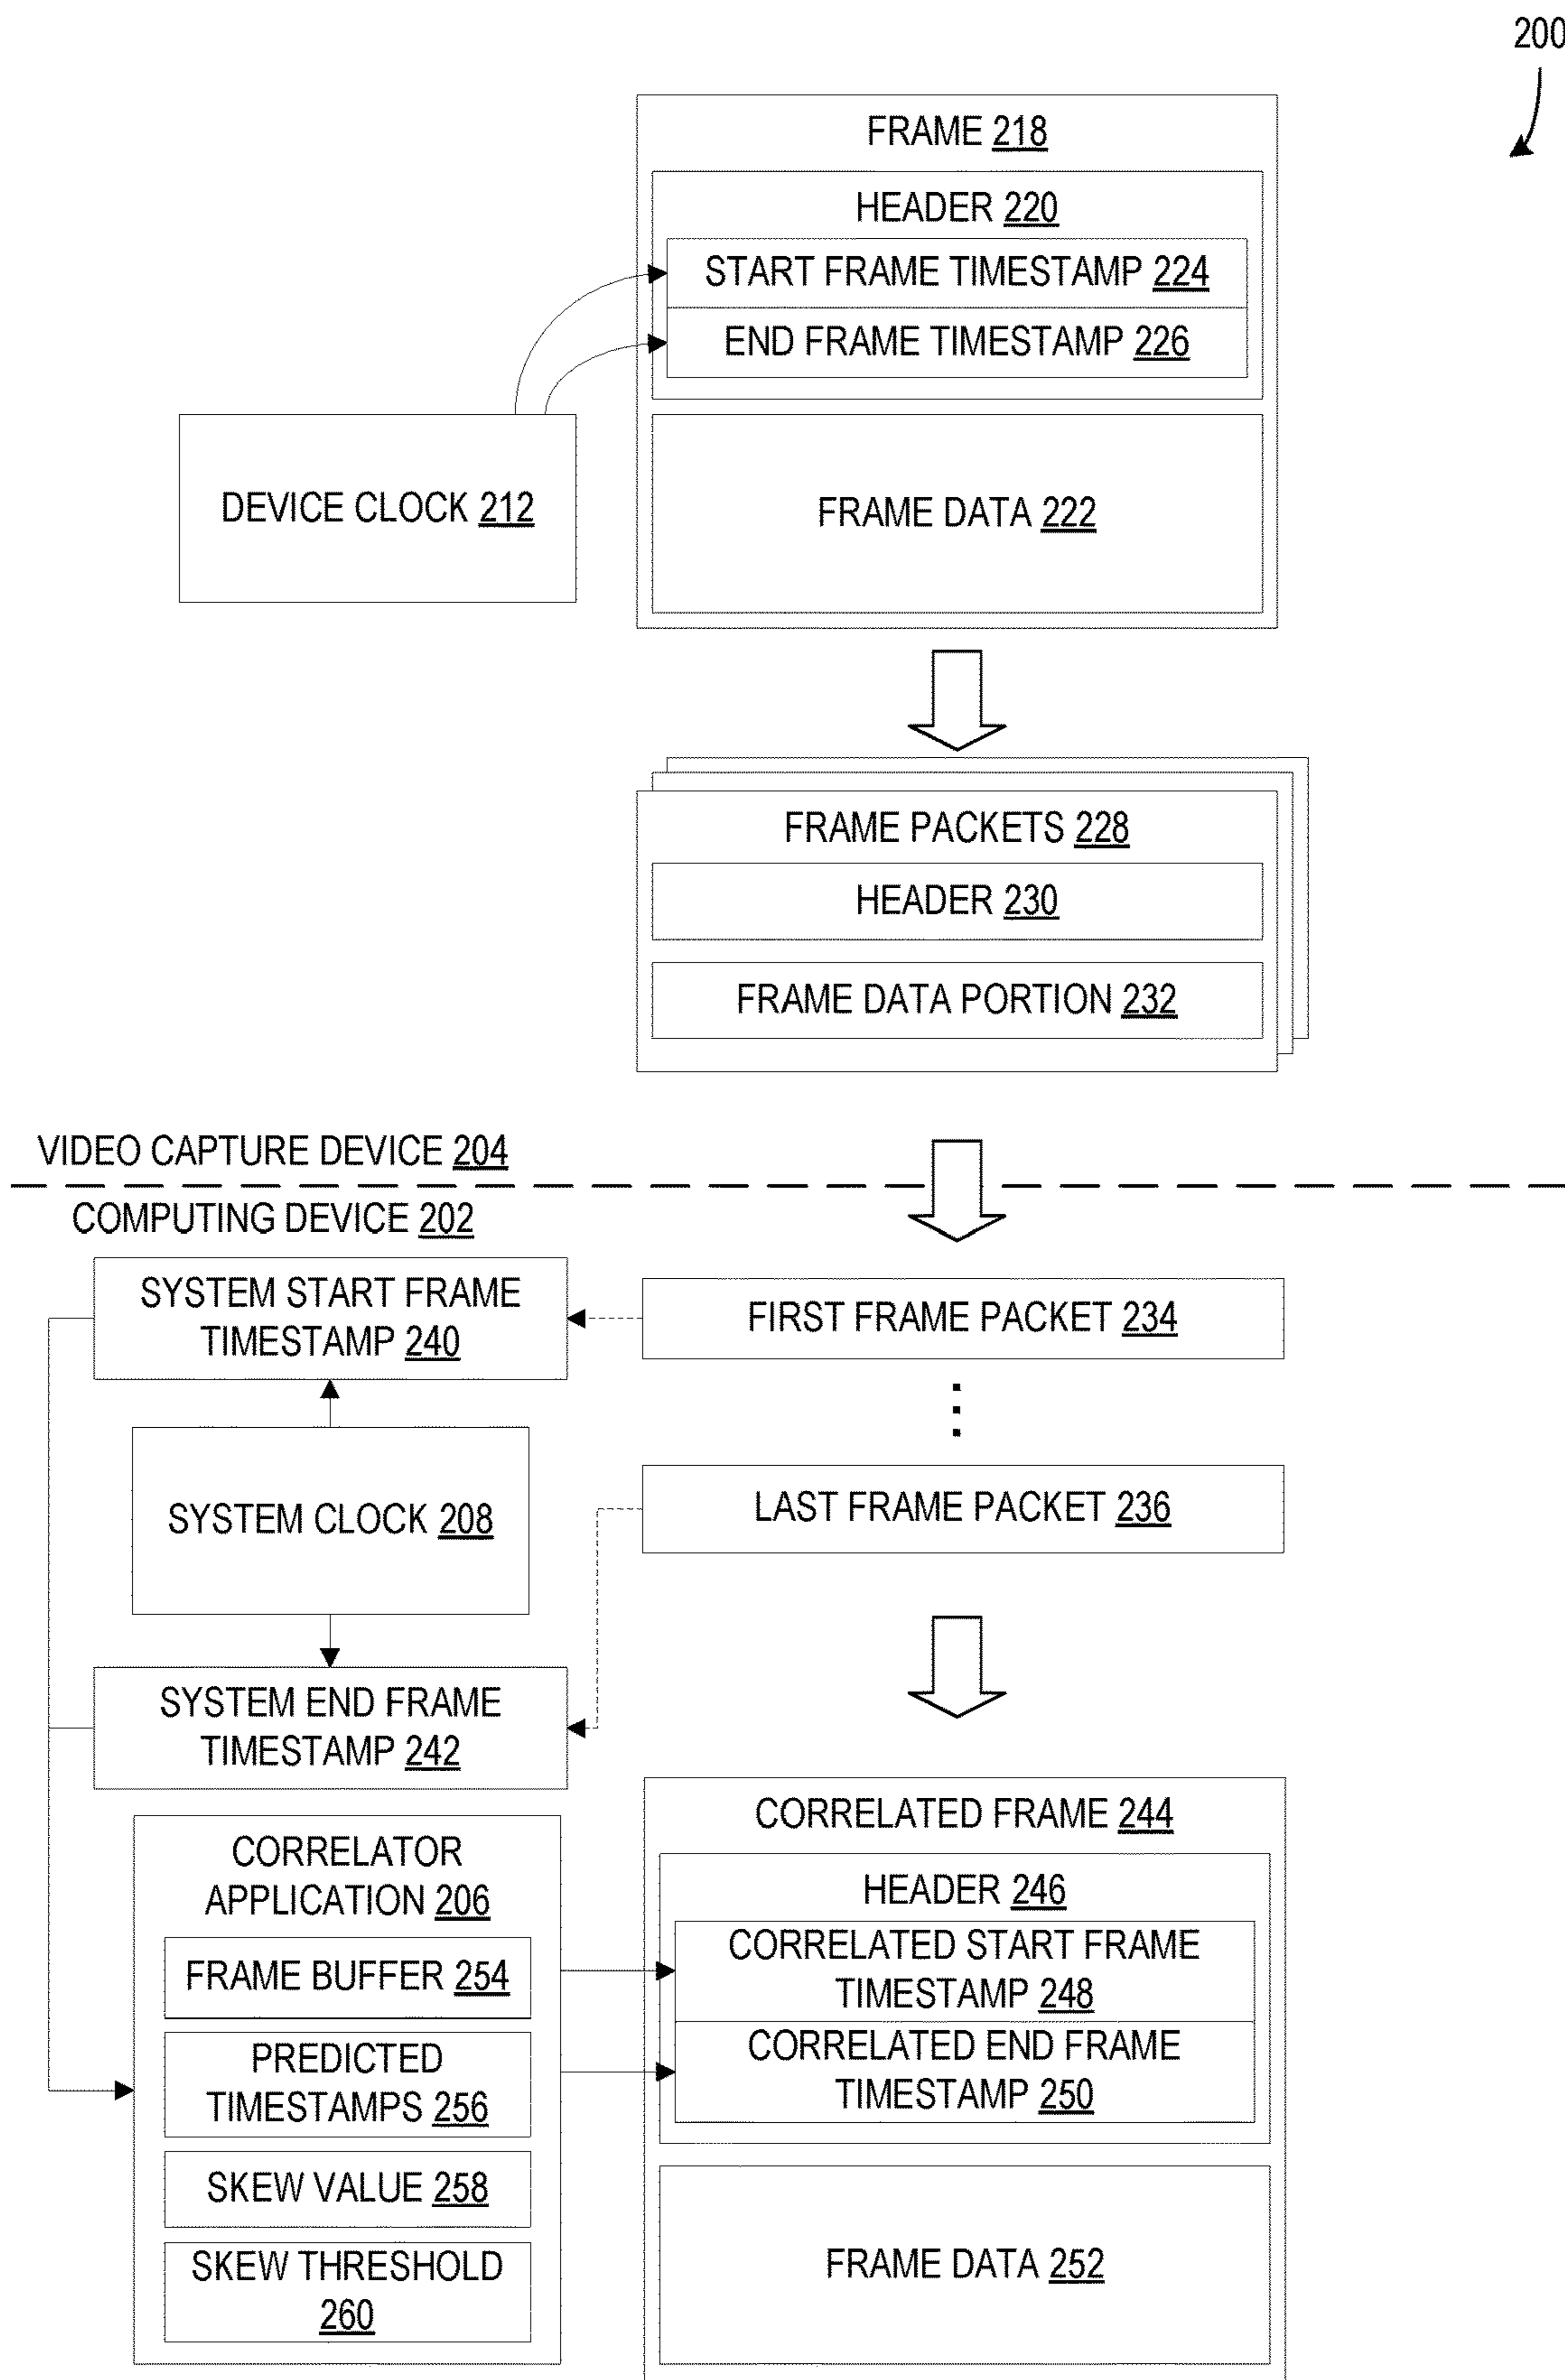 200
FRAME 218
HEADER 220
START FRAME TIMESTAMP 224
END FRAME TIMESTAMP 226
DEVICE CLOCK 212
FRAME DATA 222
FRAME PACKETS 228
HEADER 230
FRAME DATA PORTION 232
VIDEO CAPTURE DEVICE 204
COMPUTING DEVICE 202
SYSTEM START FRAME
TIMESTAMP 240
FIRST FRAME PACKET 234
SYSTEM CLOCK 208
LAST FRAME PACKET 236
SYSTEM END FRAME
TIMESTAMP 242
CORRELATOR
APPLICATION 206
FRAME BUFFER 254
PREDICTED
TIMESTAMPS 256
SKEW VALUE 258
SKEW THRESHOLD
260
CORRELATED FRAME 244
HEADER 246
CORRELATED START FRAME
TIMESTAMP 248
CORRELATED END FRAME
TIMESTAMP 250
FRAME DATA 252